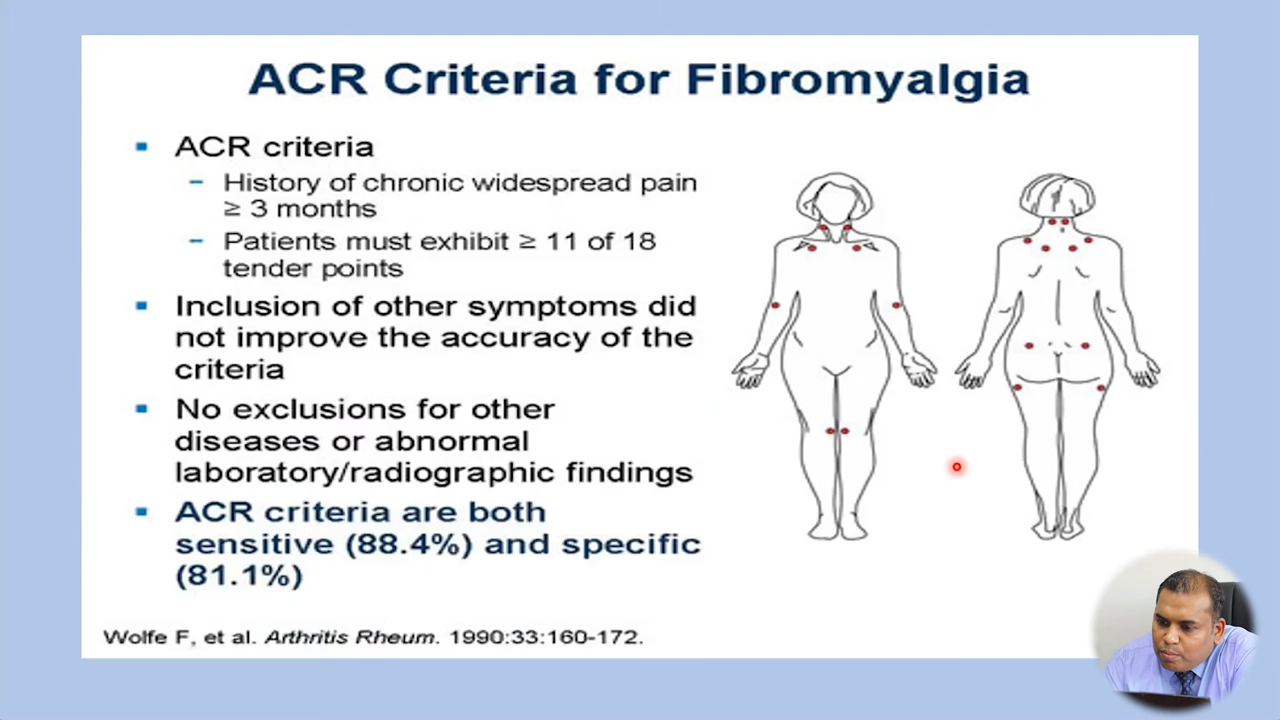 ACR Criteria for Fibromyalgia
▪ ACR criteria
– History of chronic widespread pain
≥ 3 months
– Patients must exhibit ≥ 11 of 18
tender points
▪ Inclusion of other symptoms did
not improve the accuracy of the
criteria
▪ No exclusions for other
diseases or abnormal
laboratory/radiographic findings
▪ ACR criteria are both
sensitive (88.4%) and specific
(81.1%)
Wolfe F, et al. Arthritis Rheum. 1990:33:160-172.